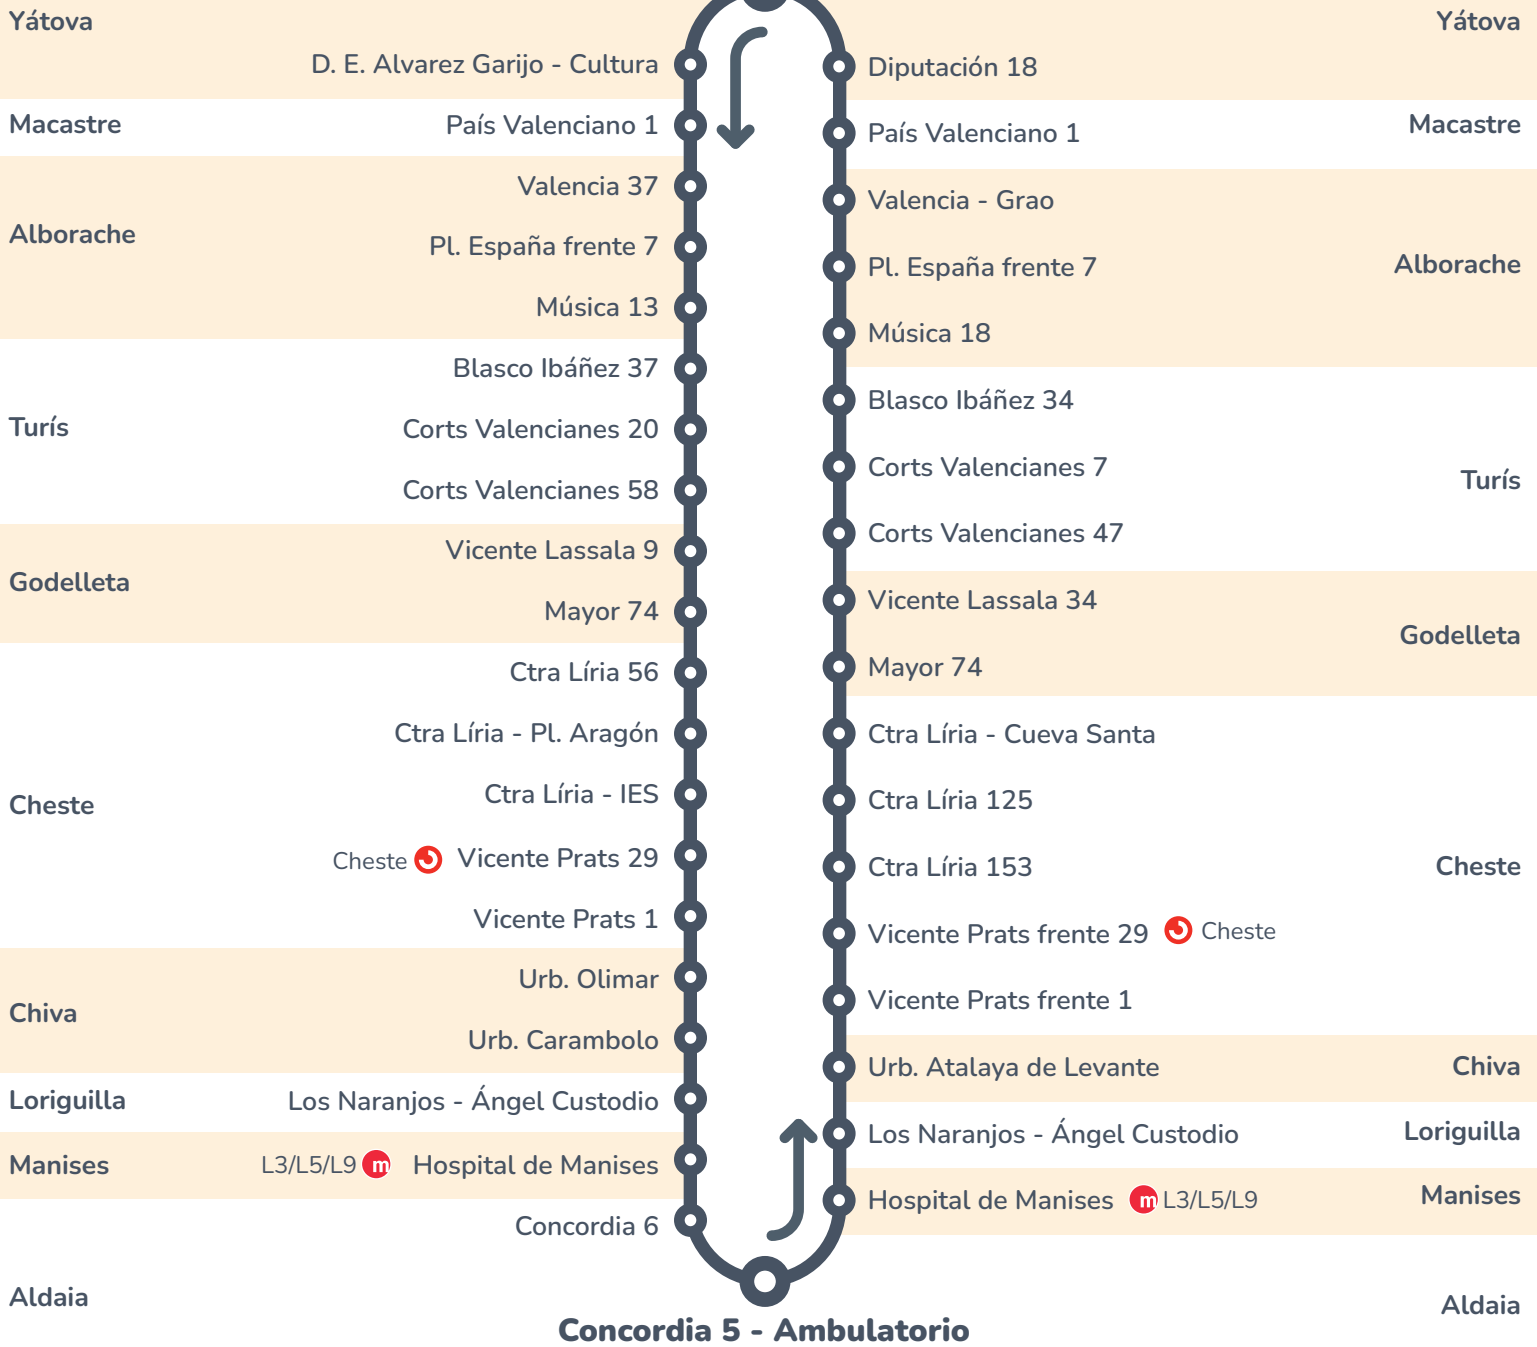 Yátova
D. E. Alvarez Garijo - Cultura
Macastre
País Valenciano 1
Valencia 37
Alborache
Pl. España frente 7
Música 13
Blasco Ibáñez 37
Turís
Corts Valencianes 20
Corts Valencianes 58
Vicente Lassala 9
Godelleta
Mayor 74
Ctra Líria 56
Ctra Líria - Pl. Aragón
Ctra Líria - IES
Cheste
Cheste Vicente Prats 29
Vicente Prats 1
Urb. Olimar
Chiva
Urb. Carambolo
Loriguilla
Los Naranjos - Ángel Custodio
Manises
L3/L5/L9 m Hospital de Manises
Concordia 6
Aldaia
Concordia 5 - Ambulatorio
Yátova
Diputación 18
Macastre
País Valenciano 1
Valencia - Grao
Pl. España frente 7
Alborache
Música 18
Blasco Ibáñez 34
Corts Valencianes 7
Turís
Corts Valencianes 47
Vicente Lassala 34
Godelleta
Mayor 74
Ctra Líria - Cueva Santa
Ctra Líria 125
Ctra Líria 153
Cheste
Vicente Prats frente 29 Cheste
Vicente Prats frente 1
Urb. Atalaya de Levante
Chiva
Los Naranjos - Ángel Custodio
Loriguilla
Hospital de Manises m L3/L5/L9
Manises
Aldaia